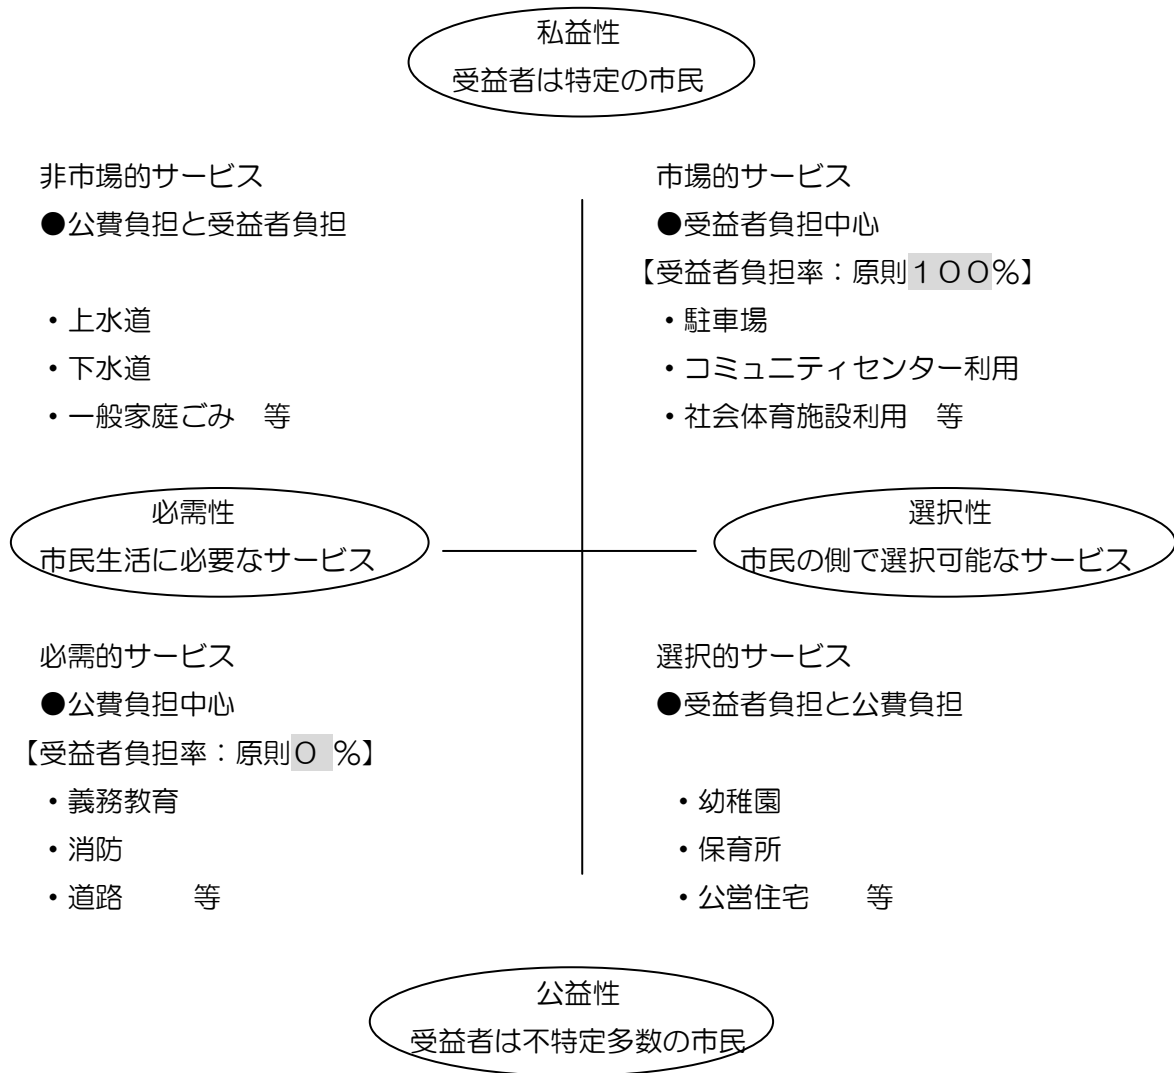 私益性
受益者は特定の市民
非市場的サービス
●公費負担と受益者負担
・上水道
・下水道
・一般家庭ごみ　等
市場的サービス
●受益者負担中心
【受益者負担率：原則１００％】
・駐車場
・コミュニティセンター利用
・社会体育施設利用　等
必需性
市民生活に必要なサービス
選択性
市民の側で選択可能なサービス
必需的サービス
●公費負担中心
【受益者負担率：原則０ ％】
・義務教育
・消防
・道路　　　等
選択的サービス
●受益者負担と公費負担
・幼稚園
・保育所
・公営住宅　　等
公益性
受益者は不特定多数の市民